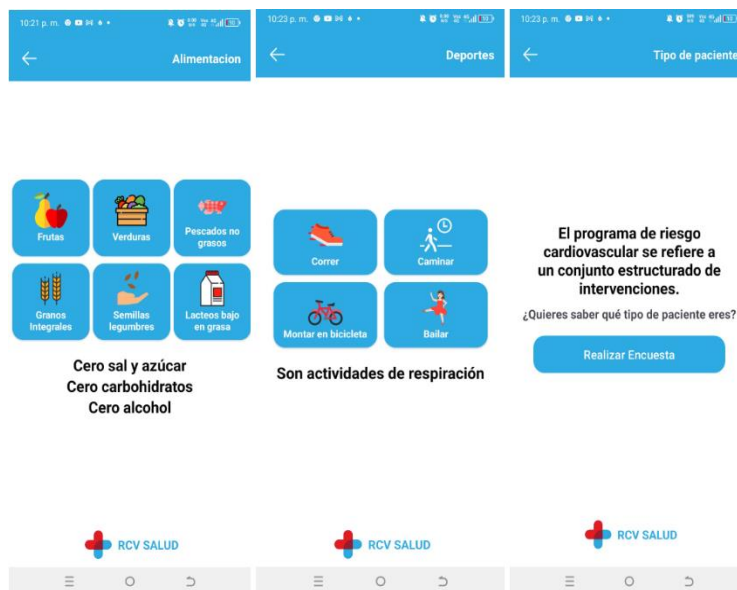 10:21 p. m.
Alimentacion
Frutas
Verduras
Pescados no
grasos
Granos
Integrales
Semillas
legumbres
Lacteos bajo
en grasa
Cero sal y azúcar
Cero carbohidratos
Cero alcohol
RCV SALUD
10:23 p. m.
Deportes
Correr
Caminar
Montar en bicicleta
Bailar
Son actividades de respiración
RCV SALUD
10:23 p. m.
Tipo de paciente
El programa de riesgo
cardiovascular se refiere a
un conjunto estructurado de
intervenciones.
¿Quieres saber qué tipo de paciente eres?
Realizar Encuesta
RCV SALUD